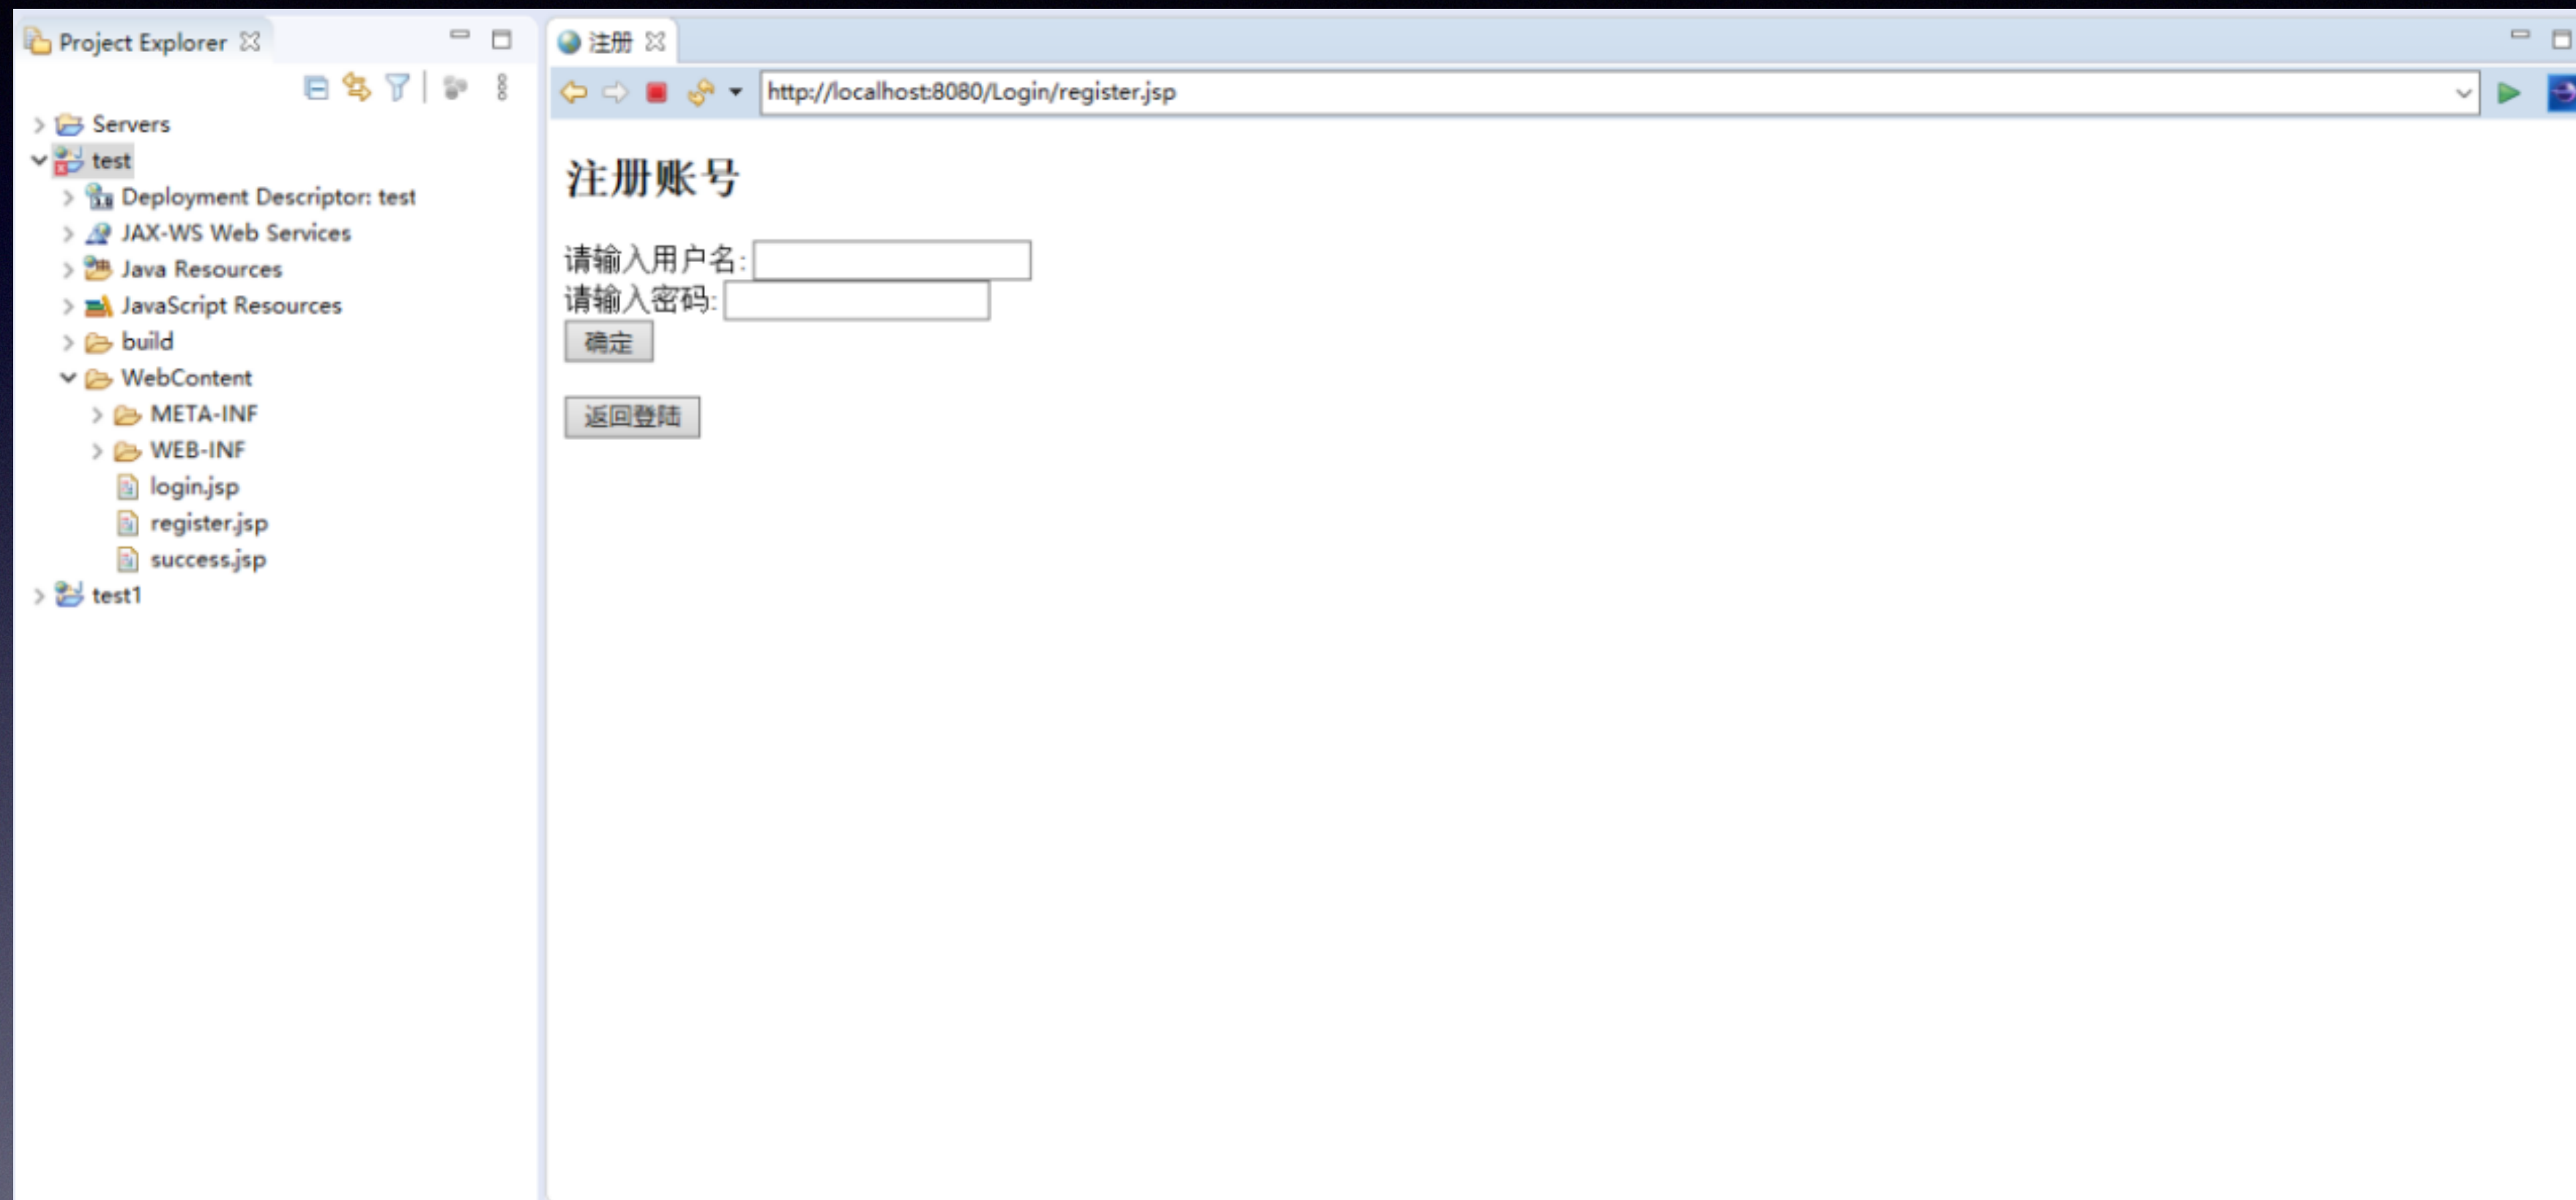 Project Explorer
Servers
test
Deployment Descriptor: test
JAX-WS Web Services
Java Resources
JavaScript Resources
build
WebContent
META-INF
WEB-INF
login.jsp
register.jsp
success.jsp
test1
注册
http://localhost:8080/Login/register.jsp
注册账号
请输入用户名:
请输入密码:
确定
返回登陆